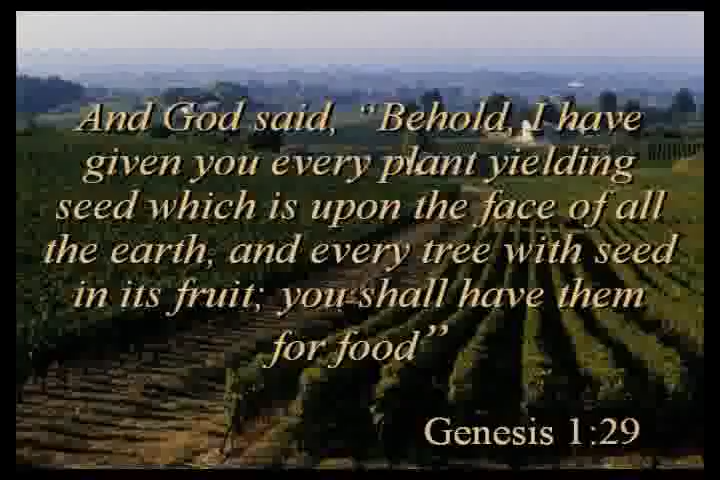 And God said, “Behold, I have
given you every plant yielding
seed which is upon the face of all
the earth, and every tree with seed
in its fruit; you shall have them
for food”
Genesis 1:29